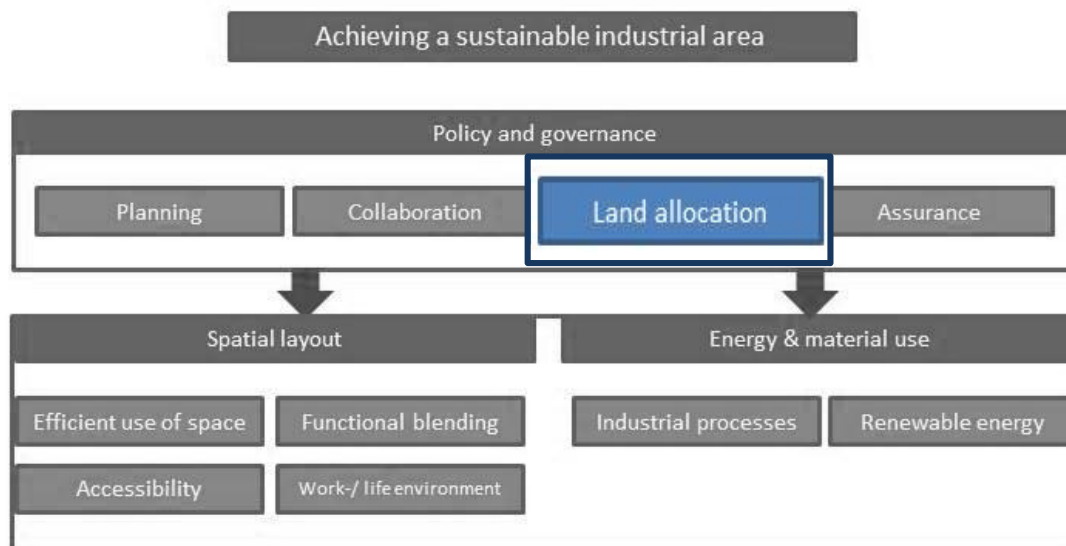 Achieving a sustainable industrial area
Policy and governance
Planning
Collaboration
Land allocation
Assurance
Spatial layout
Energy & material use
Efficient use of space
Functional blending
Industrial processes
Renewable energy
Accessibility
Work-/ life environment